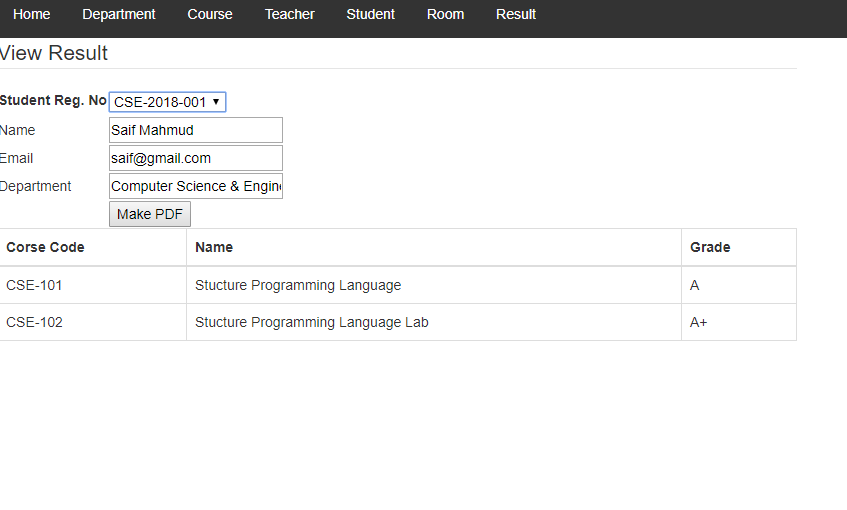 Home Department Course Teacher Student Room Result
View Result
Student Reg. No CSE-2018-001
Name Saif Mahmud
Email saif@gmail.com
Department Computer Science & Engin
Make PDF
Corse Code Name Grade
CSE-101 Stucture Programming Language A
CSE-102 Stucture Programming Language Lab A+